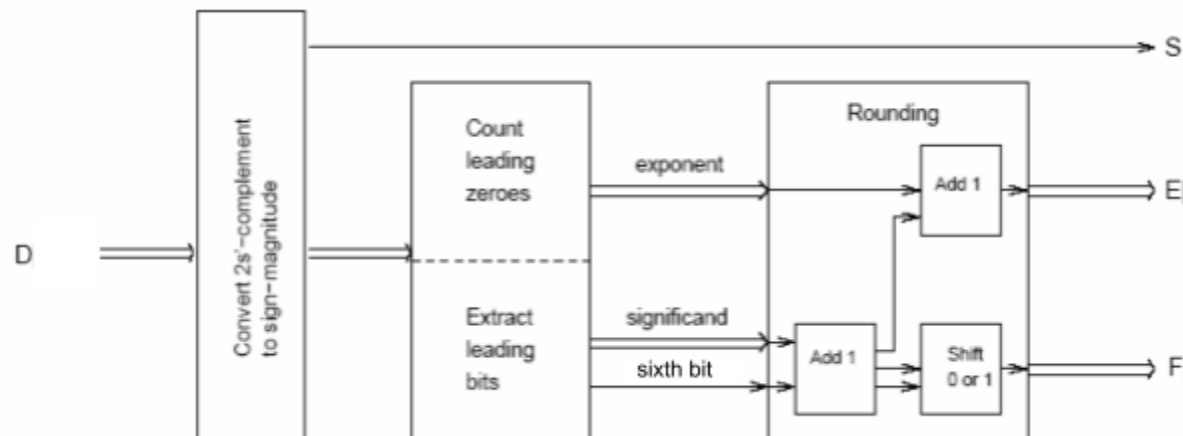 D
Convert 2s'-complement
to sign-magnitude
Count
leading
zeroes
Extract
leading
bits
exponent
significand
sixth bit
Rounding
Add 1
Add 1
Shift
0 or 1
S
E
F